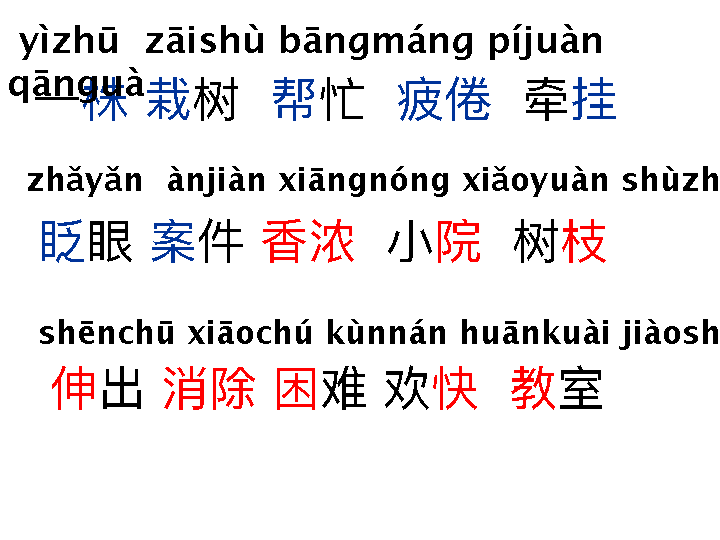 yìzhū zāishù bāngmáng píjuàn
qānguà
一株 栽树 帮忙 疲倦 牵挂
zhǎyǎn ànjiàn xiāngnóng xiǎoyuàn shùzh
眨眼 案件 香浓 小院 树枝
shēnchū xiāochú kùnnán huānkuài jiàosh
伸出 消除 困难 欢快 教室